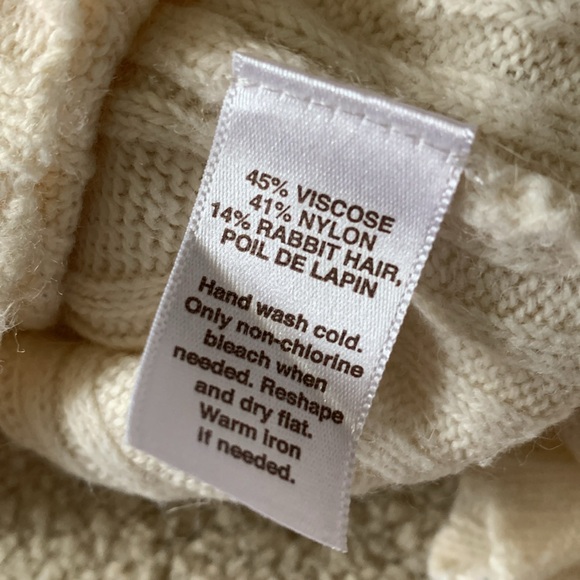 45% VISCOSE
41% NYLON
14% RABBIT HAIR,
POIL DE LAPIN
Hand wash cold.
Only non-chlorine
bleach when
needed. Reshape
and dry flat.
Warm iron
if needed.